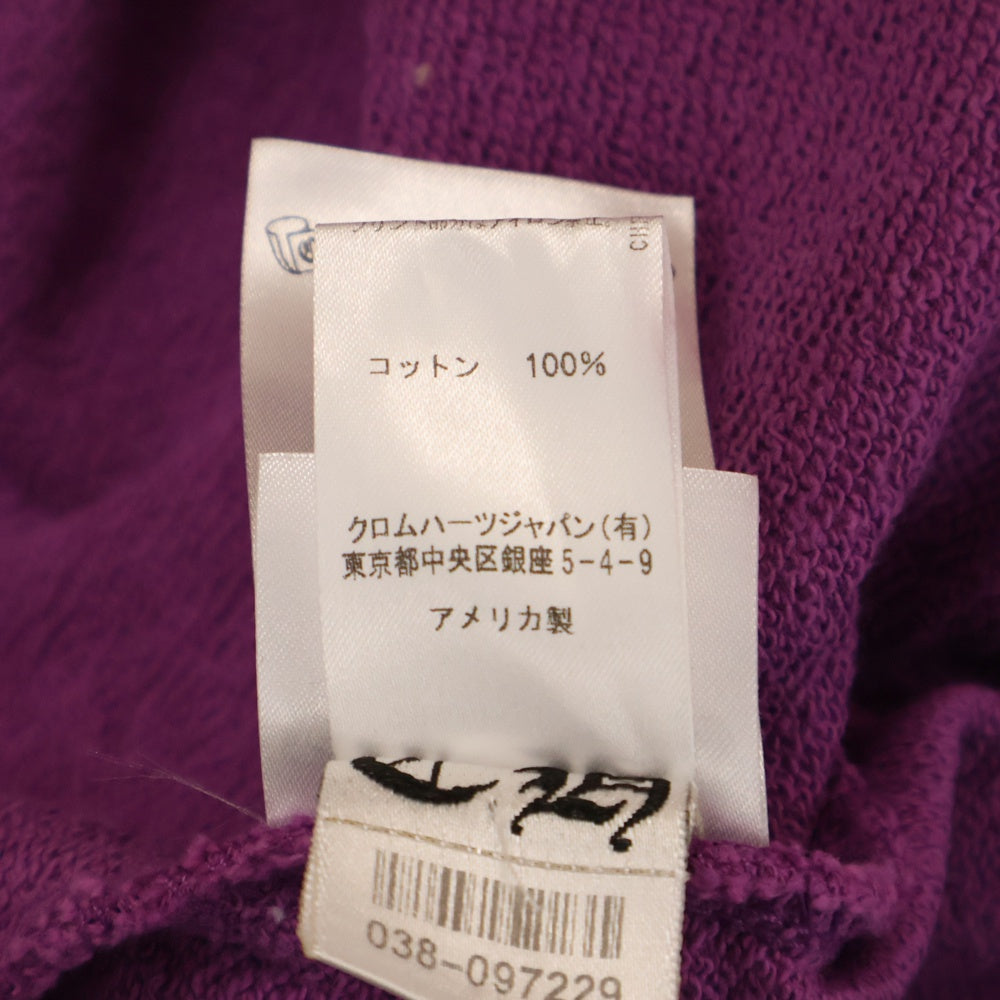 コットン 100%
クロムハーツジャパン(有)
東京都中央区銀座5-4-9
アメリカ製
038-097229